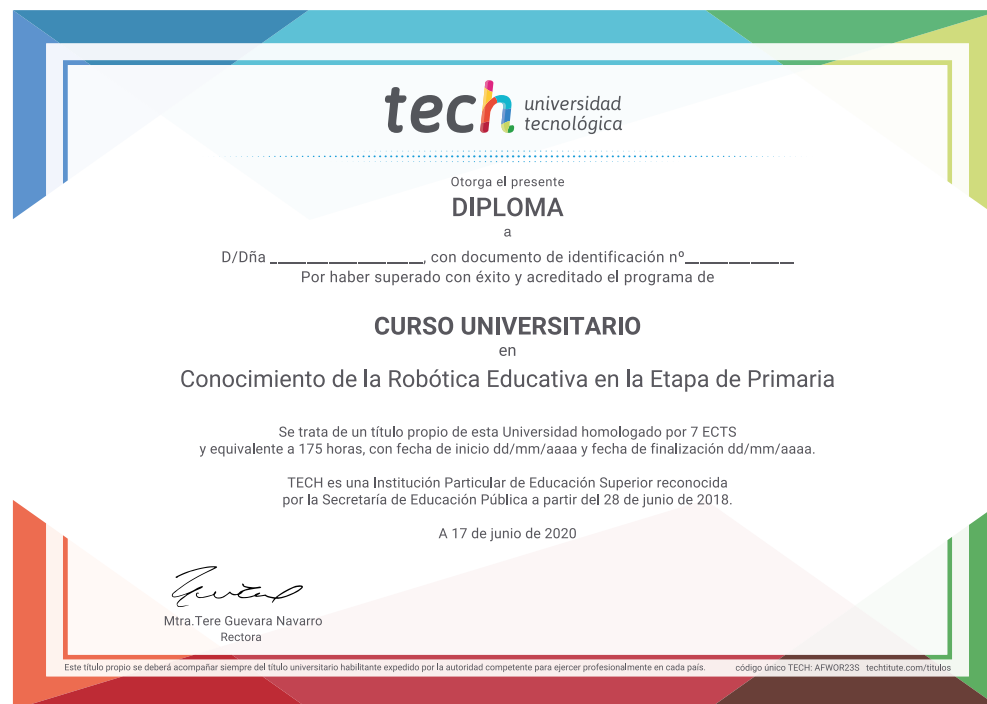 tech universidad
tecnológica
Otorga el presente
DIPLOMA
a
D/Dña ______________________, con documento de identificación nº________________
Por haber superado con éxito y acreditado el programa de
CURSO UNIVERSITARIO
en
Conocimiento de la Robótica Educativa en la Etapa de Primaria
Se trata de un título propio de esta Universidad homologado por 7 ECTS
y equivalente a 175 horas, con fecha de inicio dd/mm/aaaa y fecha de finalización dd/mm/aaaa.
TECH es una Institución Particular de Educación Superior reconocida
por la Secretaría de Educación Pública a partir del 28 de junio de 2018.
A 17 de junio de 2020
Mtra.Tere Guevara Navarro
Rectora
Este título propio se deberá acompañar siempre del título universitario habilitante expedido por la autoridad competente para ejercer profesionalmente en cada país. código único TECH: AFWOR23S techtitute.com/titulos